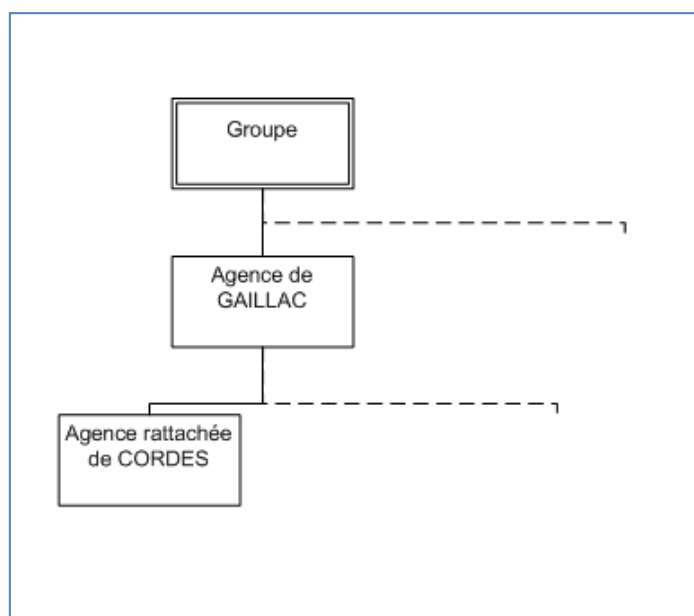 Groupe
Agence de
GAILLAC
Agence rattachée
de CORDES